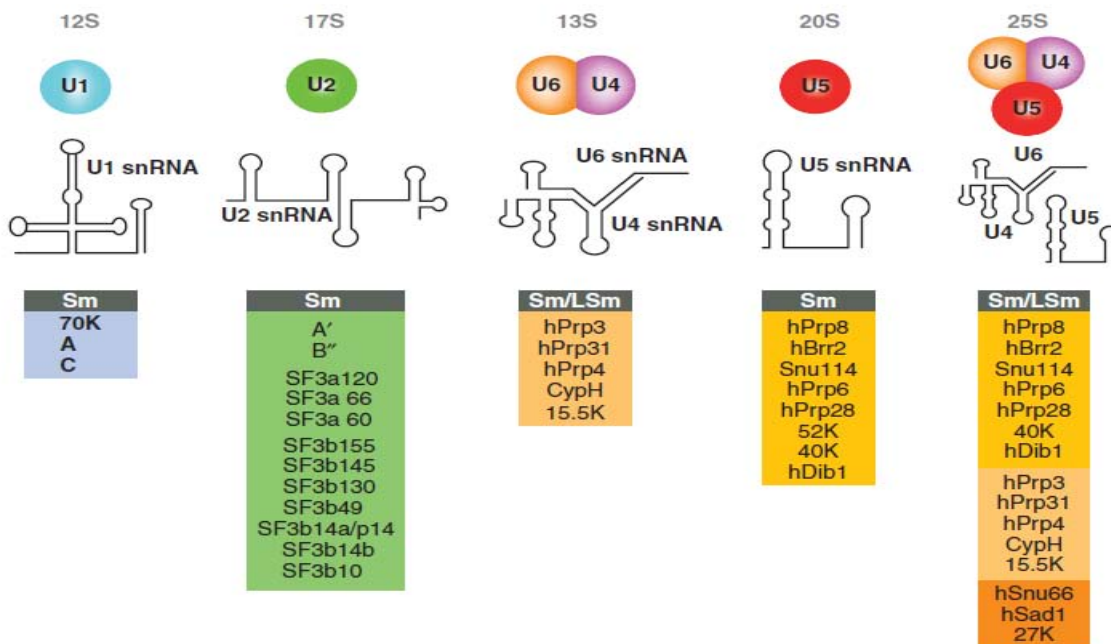 12S
17S
13S
20S
25S
U1
U2
U6
U4
U5
U6
U4
U5
U1 snRNA
U2 snRNA
U6 snRNA
U4 snRNA
U5 snRNA
U6
U4
U5
Sm
70K
A
C
Sm
A′
B″
SF3a120
SF3a 66
SF3a 60
SF3b155
SF3b145
SF3b130
SF3b49
SF3b14a/p14
SF3b14b
SF3b10
Sm/LSm
hPrp3
hPrp31
hPrp4
CypH
15.5K
Sm
hPrp8
hBrr2
Snu114
hPrp6
hPrp28
52K
40K
hDib1
Sm/LSm
hPrp8
hBrr2
Snu114
hPrp6
hPrp28
40K
hDib1
hPrp3
hPrp31
hPrp4
CypH
15.5K
hSnu66
hSad1
27K